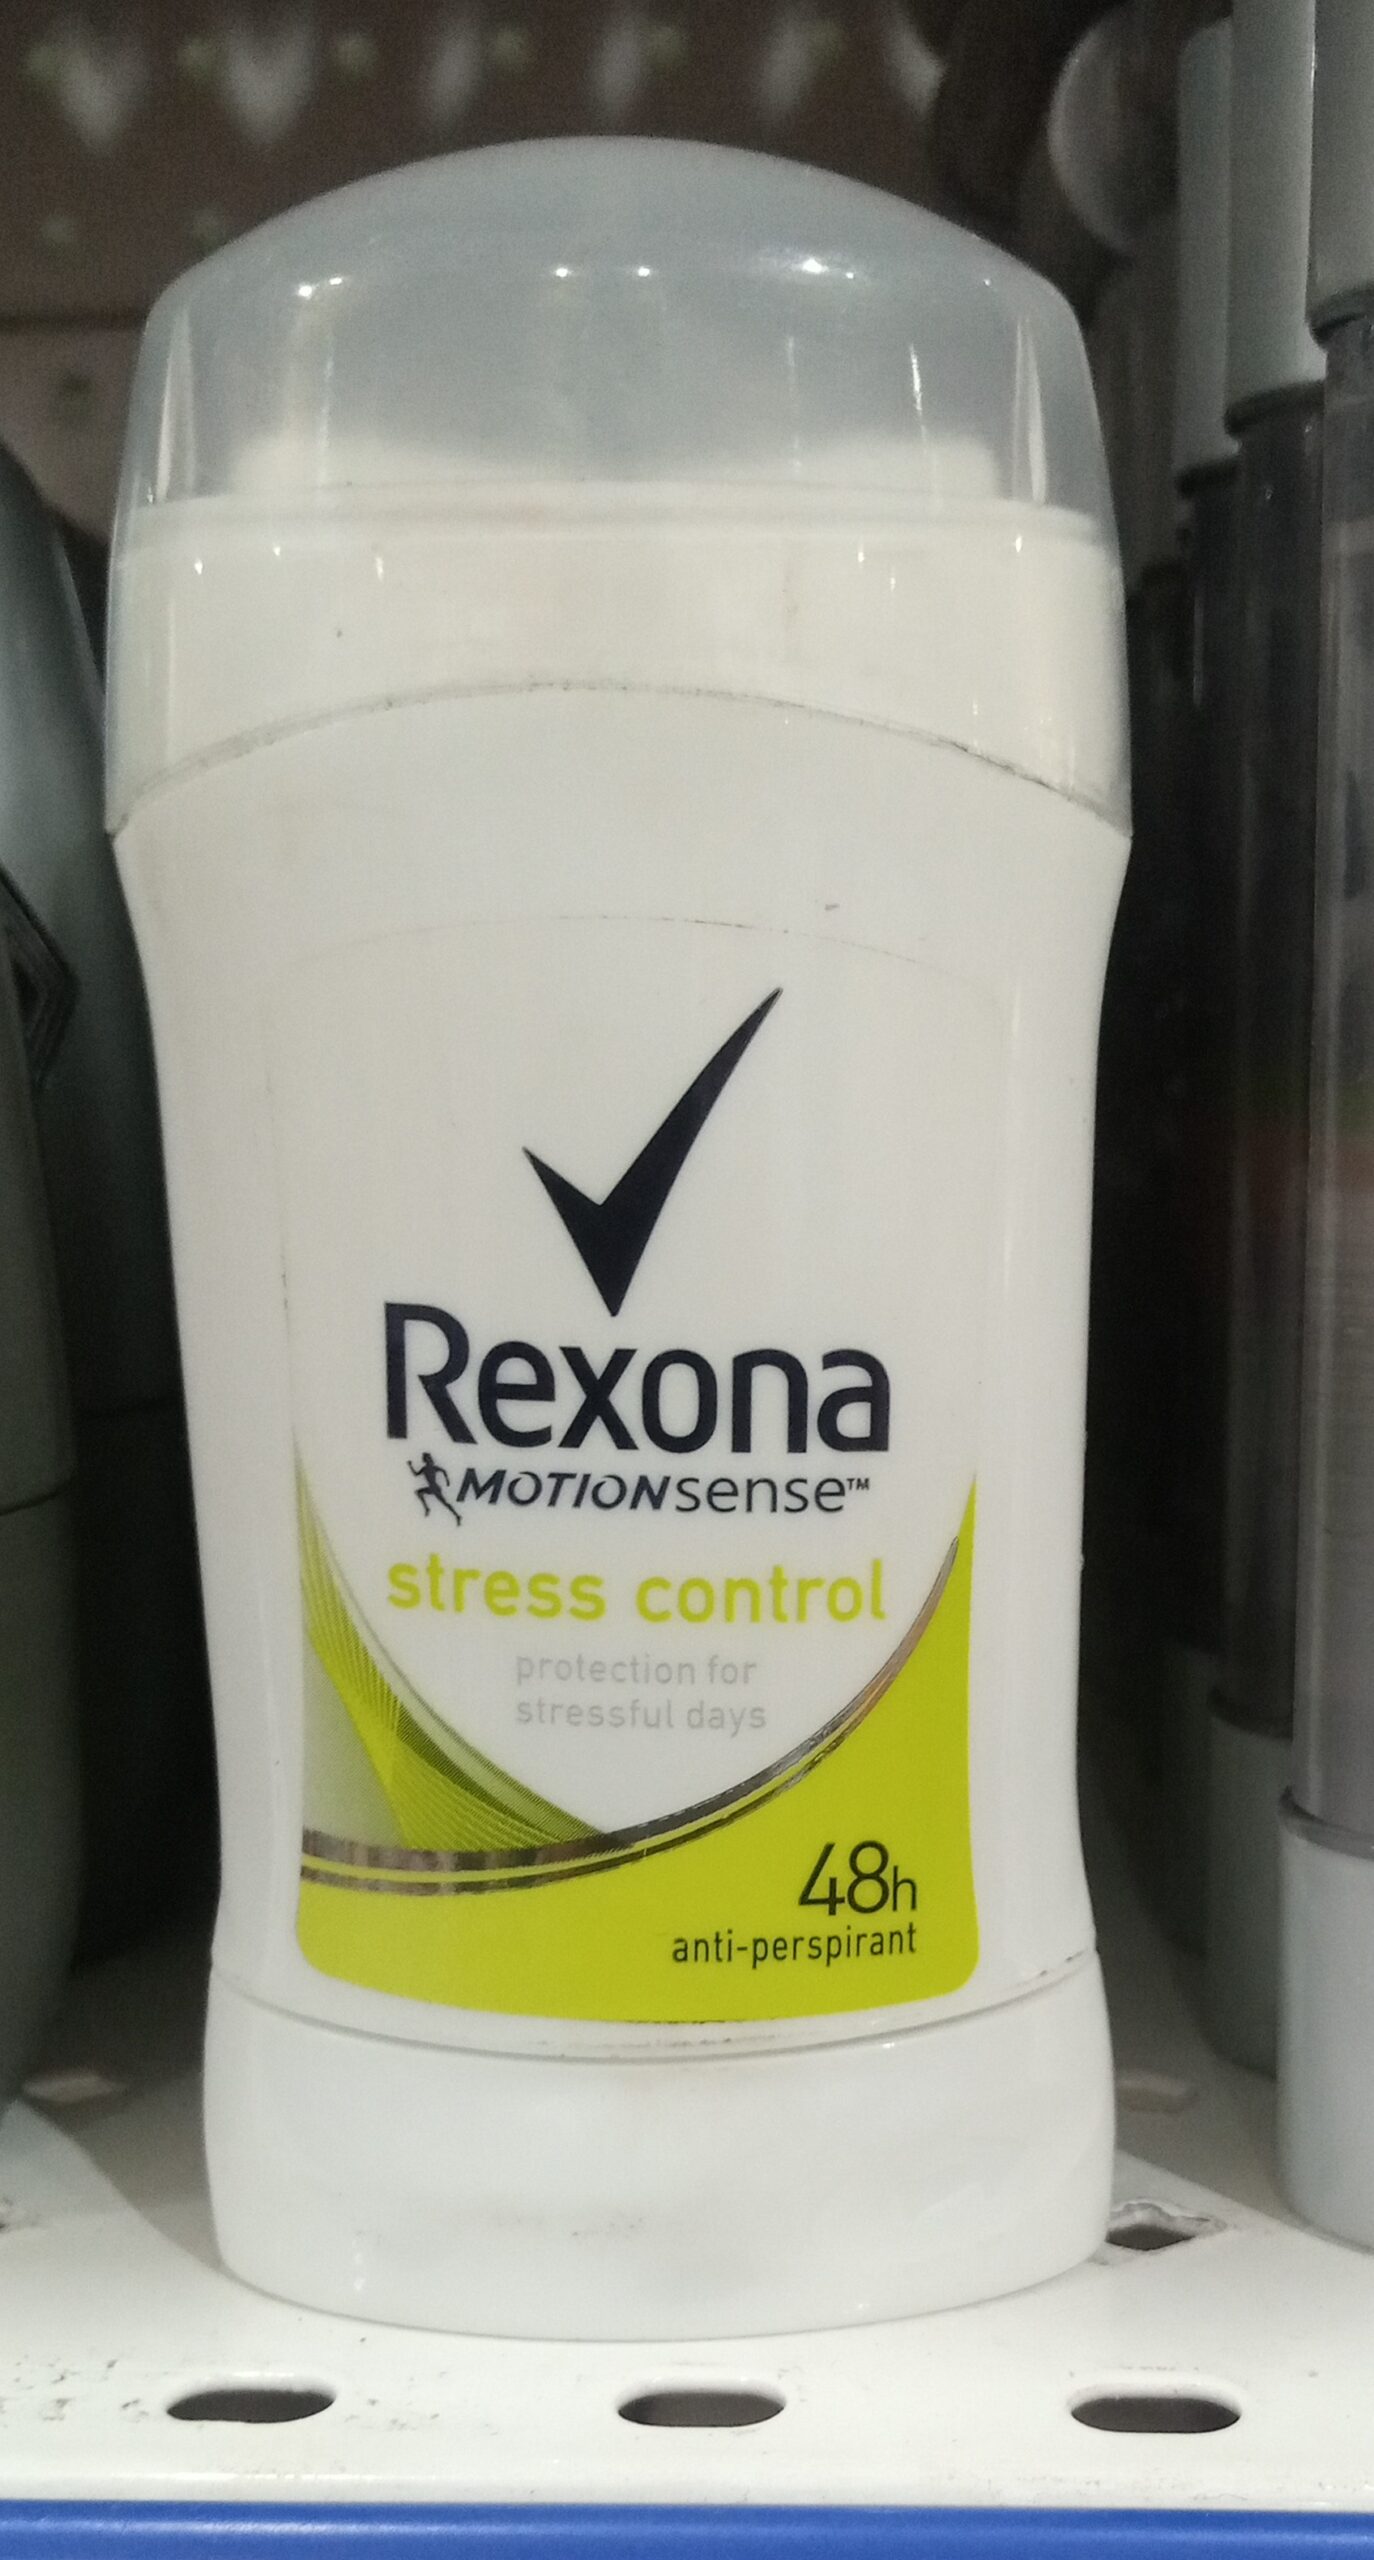 Rexona
MOTIONsense™
stress control
protection for
stressful days
48h
anti-perspirant